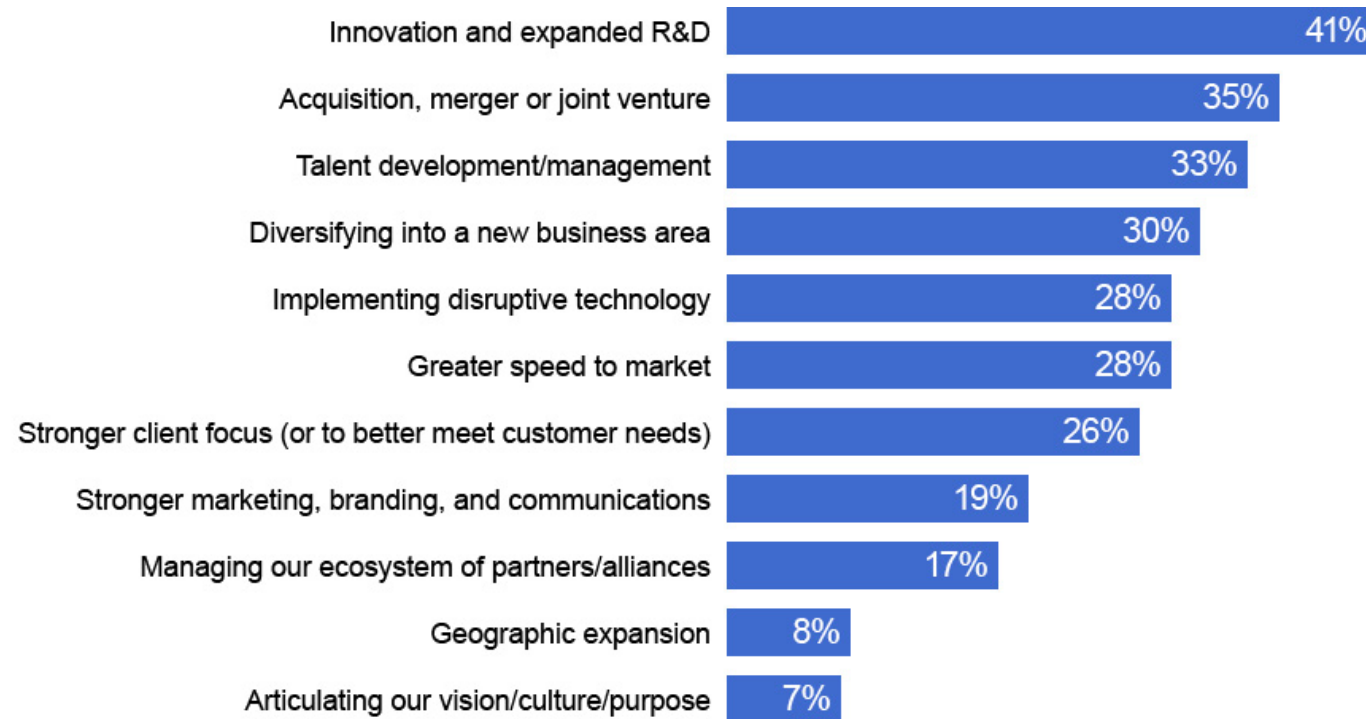 Innovation and expanded R&D 41%
Acquisition, merger or joint venture 35%
Talent development/management 33%
Diversifying into a new business area 30%
Implementing disruptive technology 28%
Greater speed to market 28%
Stronger client focus (or to better meet customer needs) 26%
Stronger marketing, branding, and communications 19%
Managing our ecosystem of partners/alliances 17%
Geographic expansion 8%
Articulating our vision/culture/purpose 7%